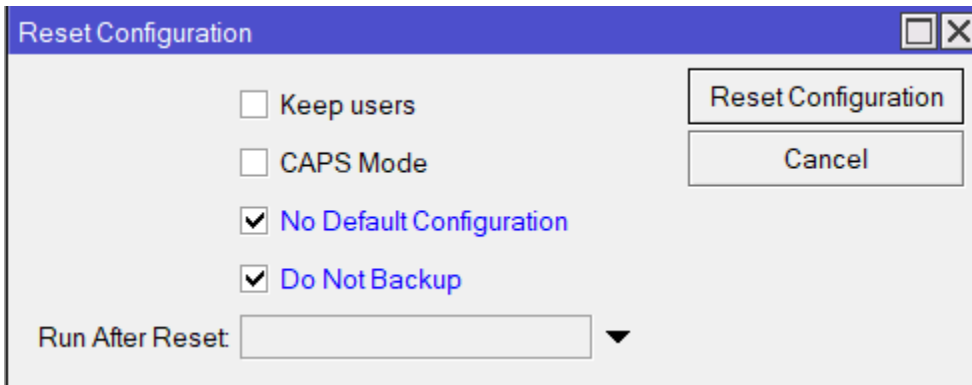 Reset Configuration
Keep users
Reset Configuration
CAPS Mode
Cancel
No Default Configuration
Do Not Backup
Run After Reset: